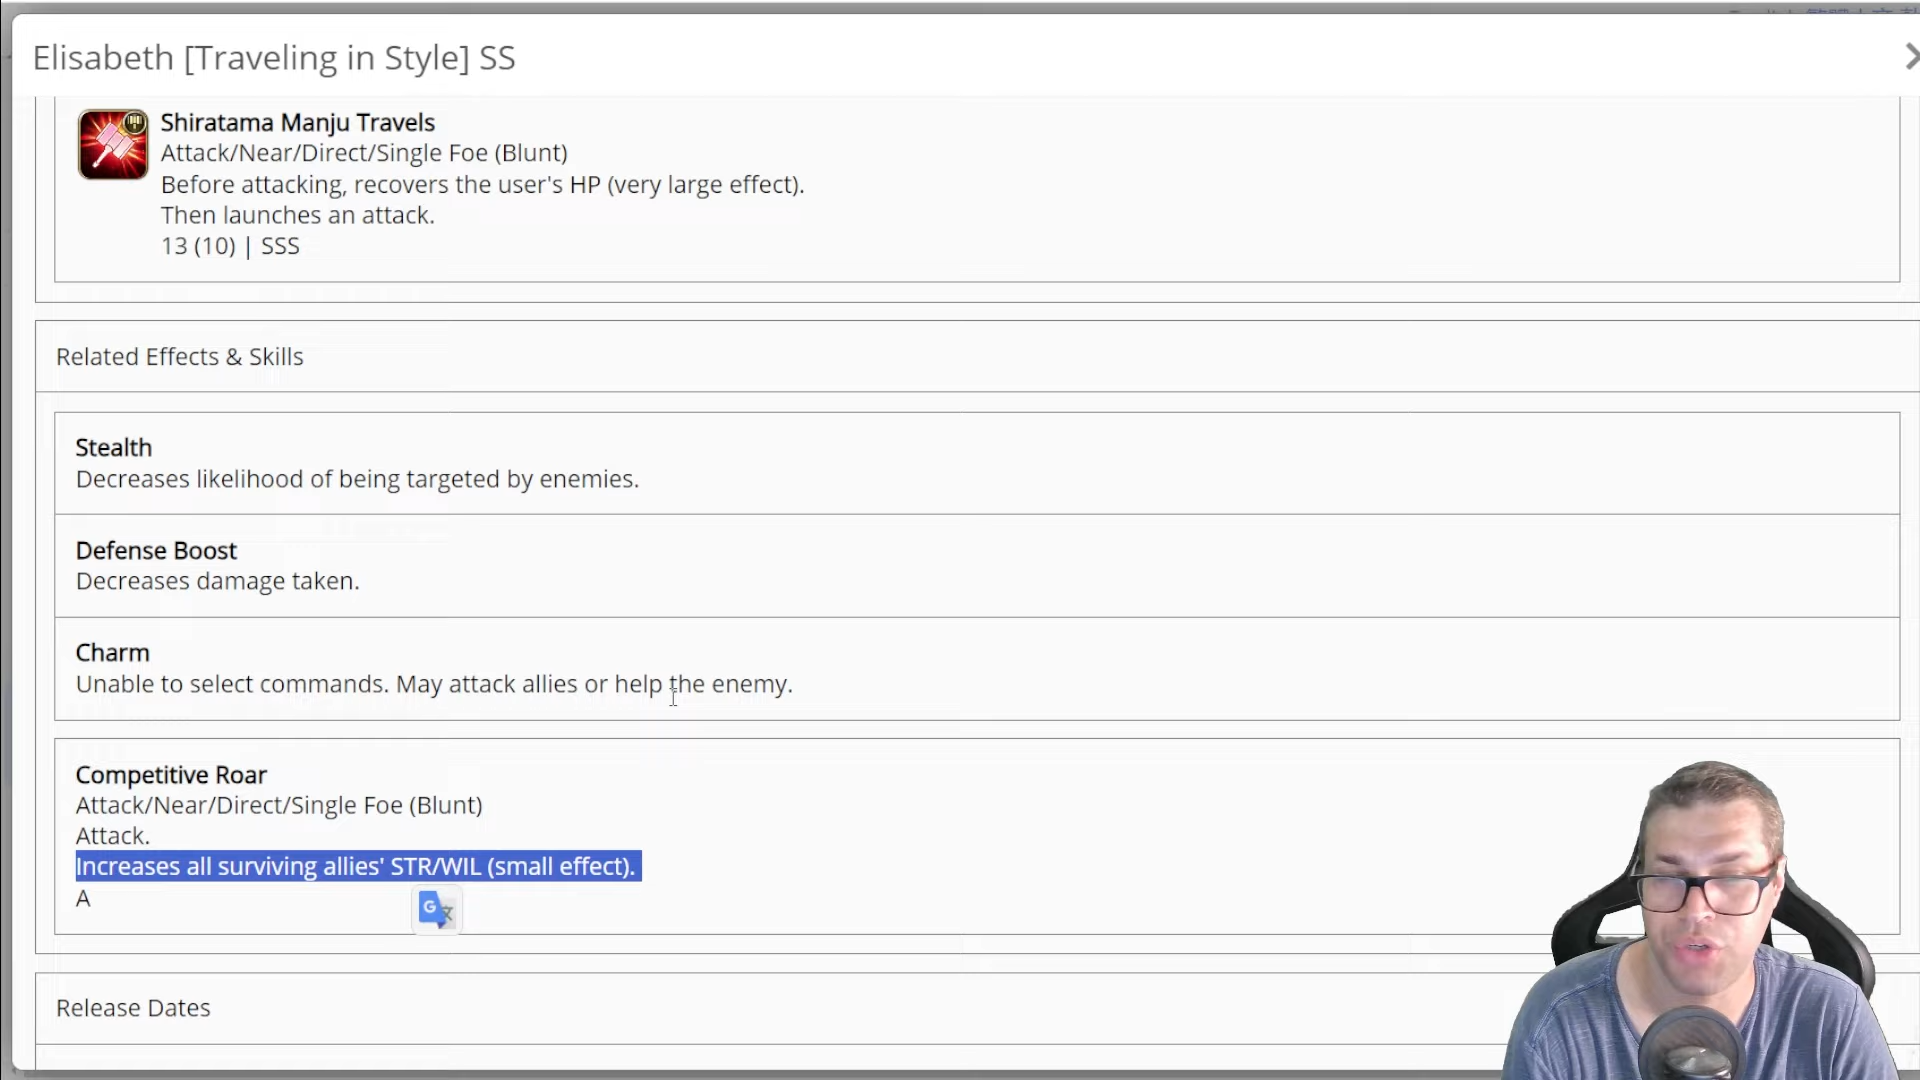 Elisabeth [Traveling in Style] SS
Shiratama Manju Travels
Attack/Near/Direct/Single Foe (Blunt)
Before attacking, recovers the user's HP (very large effect).
Then launches an attack.
13 (10) | SSS
Related Effects & Skills
Stealth
Decreases likelihood of being targeted by enemies.
Defense Boost
Decreases damage taken.
Charm
Unable to select commands. May attack allies or help the enemy.
Competitive Roar
Attack/Near/Direct/Single Foe (Blunt)
Attack.
Increases all surviving allies' STR/WIL (small effect).
A
Release Dates